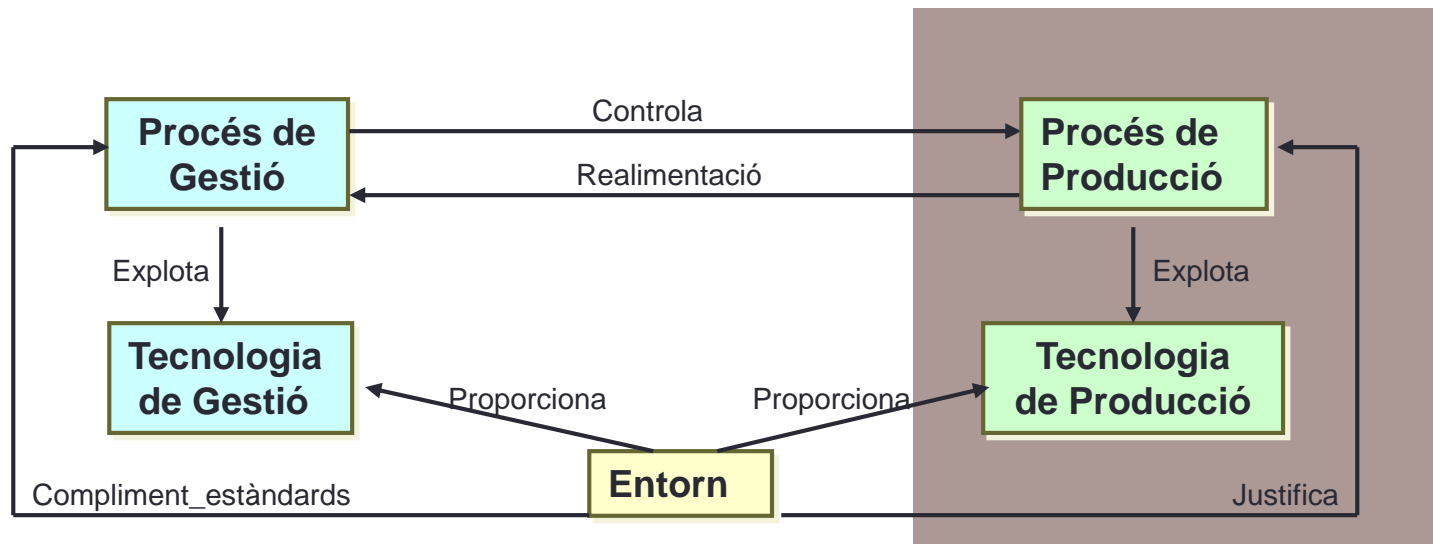 Controla
Procés de
Gestió
Procés de
Producció
Realimentació
Explota
Explota
Tecnologia
de Gestió
Tecnologia
de Producció
Proporciona
Proporciona
Entorn
Compliment_estàndards
Justifica